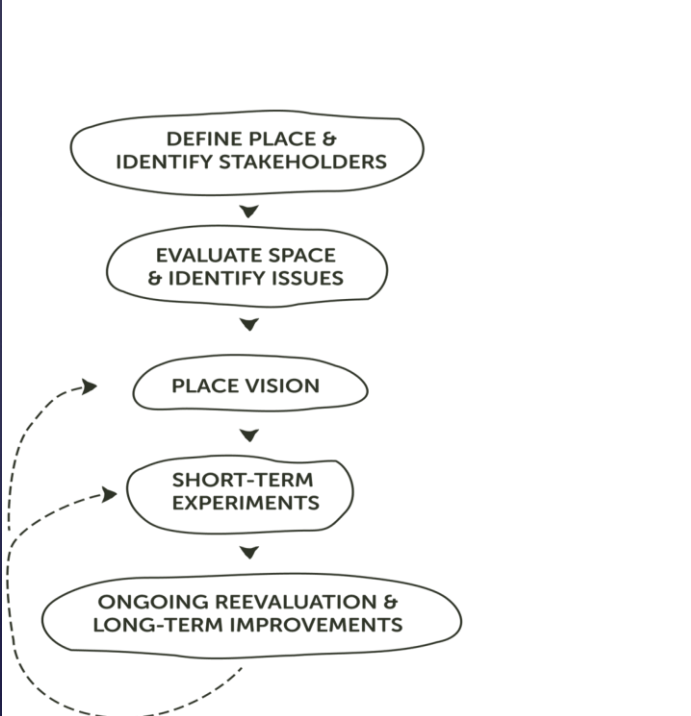 DEFINE PLACE &
IDENTIFY STAKEHOLDERS
EVALUATE SPACE
& IDENTIFY ISSUES
PLACE VISION
SHORT-TERM
EXPERIMENTS
ONGOING REEVALUATION &
LONG-TERM IMPROVEMENTS